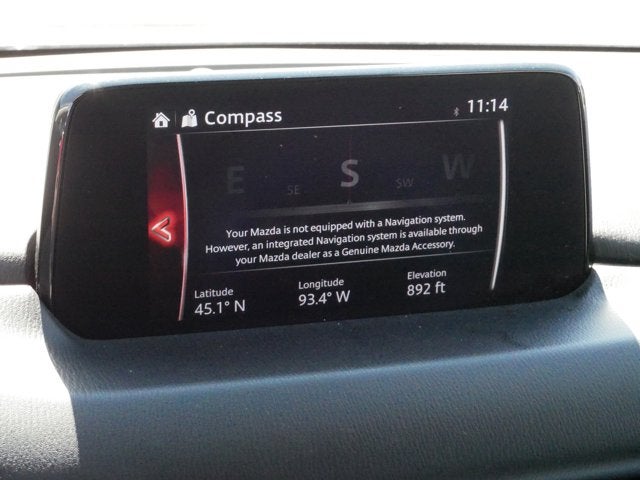 Compass
11:14
E SE S SW W
Your Mazda is not equipped with a Navigation system.
However, an integrated Navigation system is available through
your Mazda dealer as a Genuine Mazda Accessory.
Latitude Longitude Elevation
45.1° N 93.4° W 892 ft